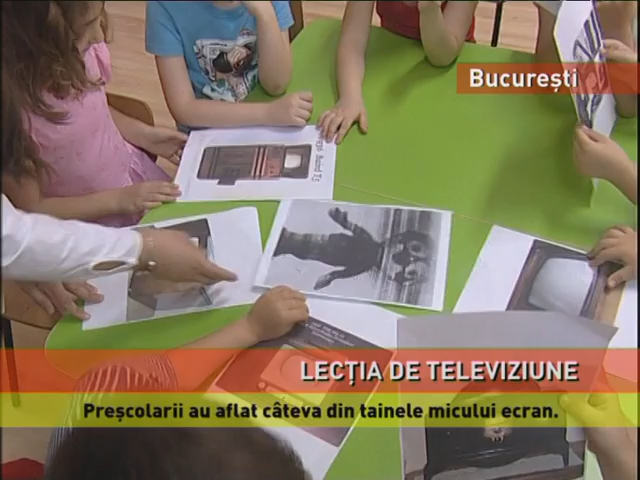 București
LECȚIA DE TELEVIZIUNE
Preșcolarii au aflat câteva din tainele micului ecran.